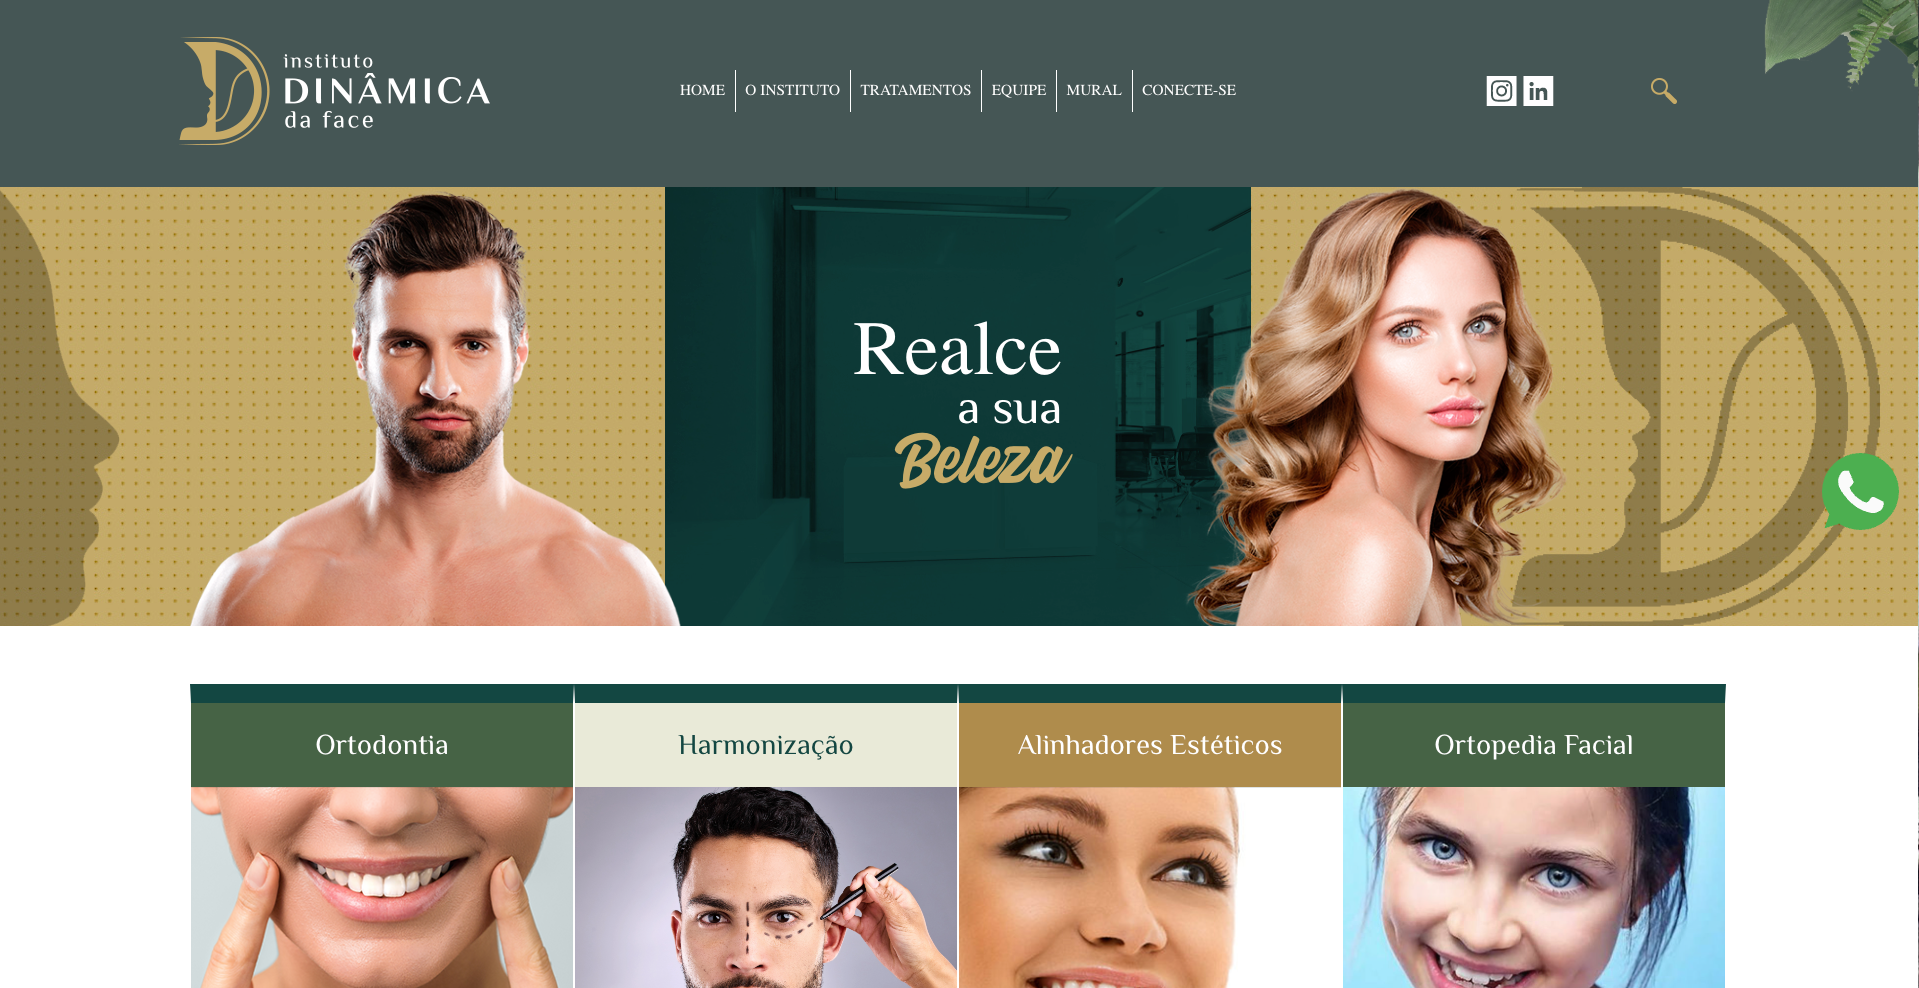 instituto
DINÂMICA
da face
HOME
O INSTITUTO
TRATAMENTOS
EQUIPE
MURAL
CONECTE-SE
in
Realce
a sua
Beleza
Ortodontia
Harmonização
Alinhadores Estéticos
Ortopedia Facial